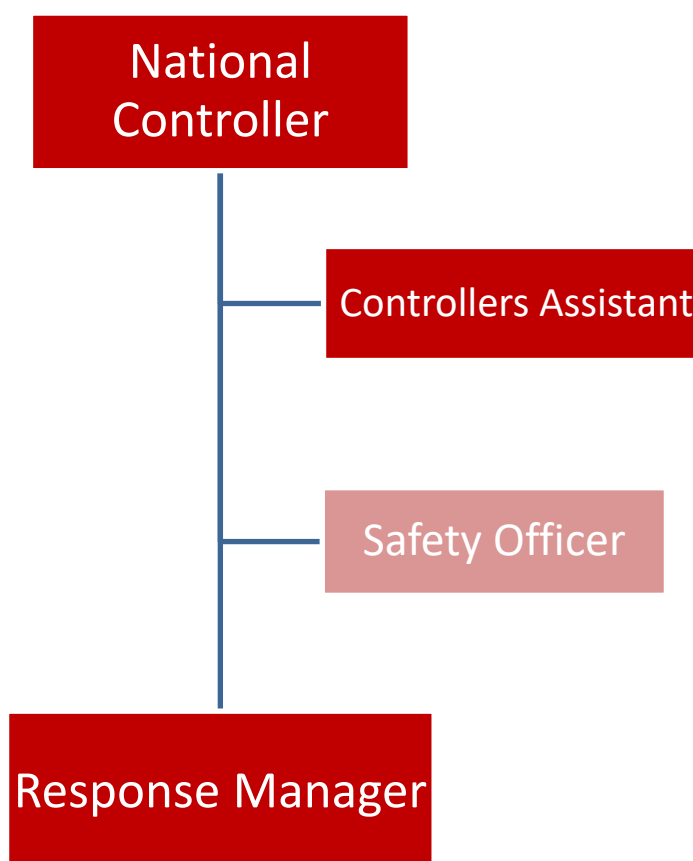 National
Controller
Controllers Assistant
Safety Officer
Response Manager